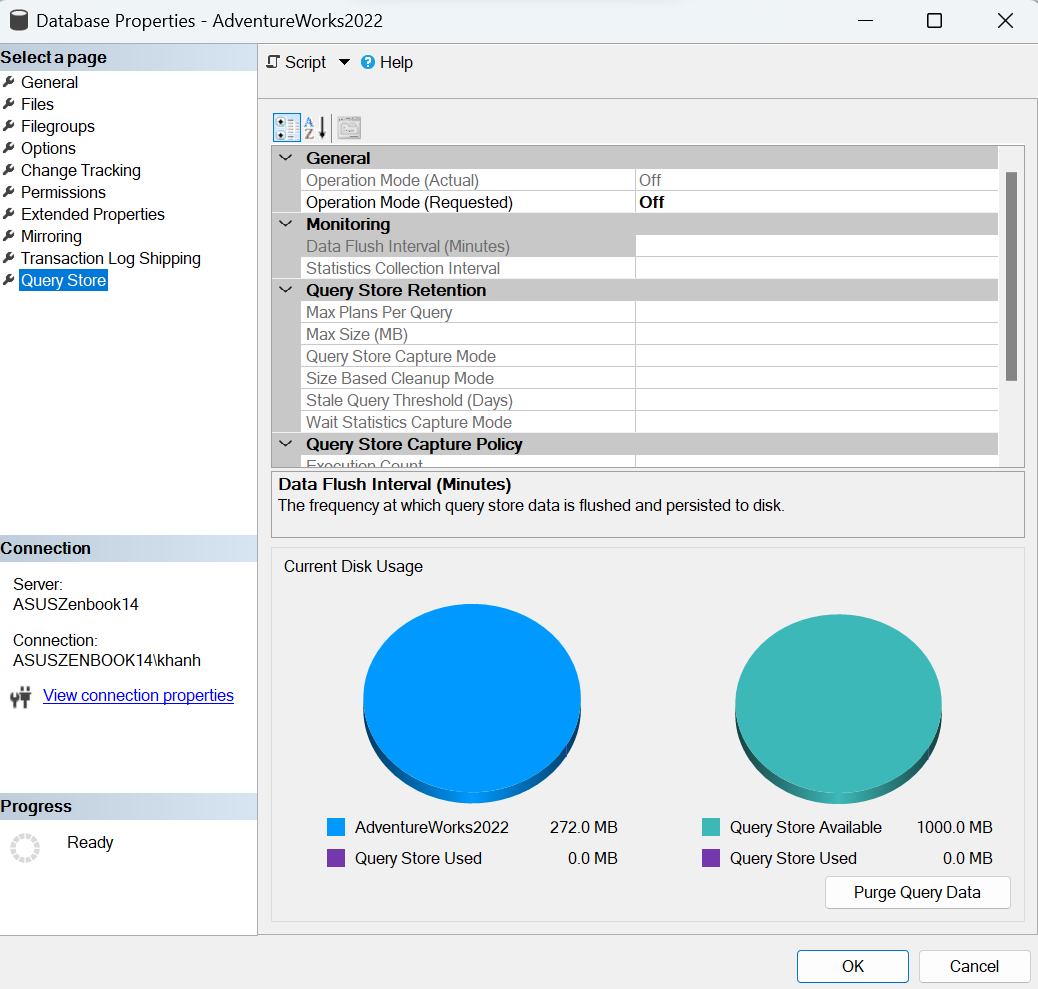 Database Properties - AdventureWorks2022
Select a page
General
Files
Filegroups
Options
Change Tracking
Permissions
Extended Properties
Mirroring
Transaction Log Shipping
Query Store
Connection
Server:
ASUSZenbook14
Connection:
ASUSZENBOOK14\khanh
View connection properties
Progress
Ready
Script ? Help
A
Z
General
Operation Mode (Actual) Off
Operation Mode (Requested) Off
Monitoring
Data Flush Interval (Minutes)
Statistics Collection Interval
Query Store Retention
Max Plans Per Query
Max Size (MB)
Query Store Capture Mode
Size Based Cleanup Mode
Stale Query Threshold (Days)
Wait Statistics Capture Mode
Query Store Capture Policy
Execution Count
Data Flush Interval (Minutes)
The frequency at which query store data is flushed and persisted to disk.
Current Disk Usage
AdventureWorks2022 272.0 MB
Query Store Used 0.0 MB
Query Store Available 1000.0 MB
Query Store Used 0.0 MB
Purge Query Data
OK Cancel